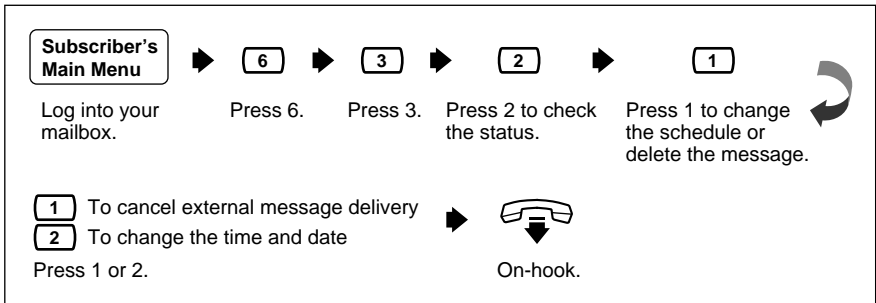 Subscriber's
Main Menu
6
3
2
1
Log into your
mailbox.
Press 6.
Press 3.
Press 2 to check
the status.
Press 1 to change
the schedule or
delete the message.
1 To cancel external message delivery
2 To change the time and date
Press 1 or 2.
On-hook.